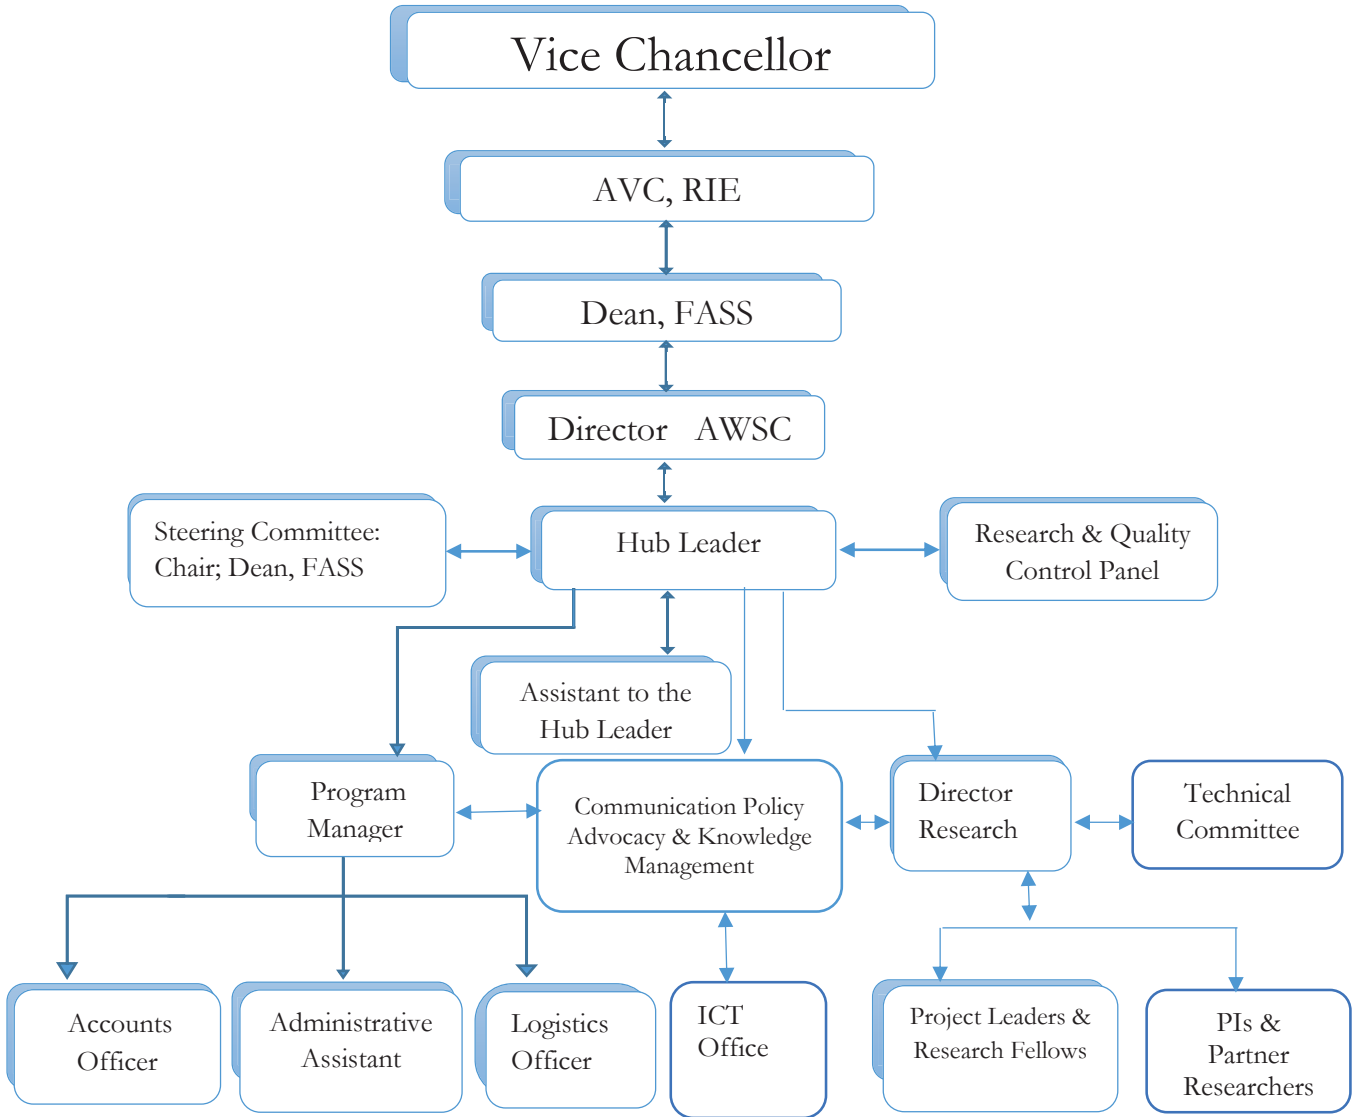 Vice Chancellor
AVC, RIE
Dean, FASS
Director AWSC
Steering Committee:
Chair; Dean, FASS
Hub Leader
Research & Quality
Control Panel
Assistant to the
Hub Leader
Program
Manager
Communication Policy
Advocacy & Knowledge
Management
Director
Research
Technical
Committee
Accounts
Officer
Administrative
Assistant
Logistics
Officer
ICT
Office
Project Leaders &
Research Fellows
PIs &
Partner
Researchers